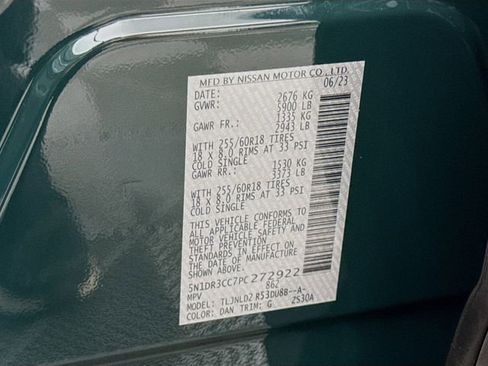 MFD BY NISSAN MOTOR CO., LTD.
DATE: 06/23
GVWR: 2676 KG
5900 LB
GAWR FR.: 1335 KG
2943 LB
WITH 255/60R18 TIRES
18 X 8.0 RIMS AT 33 PSI
COLD SINGLE
GAWR RR.: 1530 KG
3373 LB
WITH 255/60R18 TIRES
18 X 8.0 RIMS AT 33 PSI
COLD SINGLE
THIS VEHICLE CONFORMS TO
ALL APPLICABLE FEDERAL
MOTOR VEHICLE SAFETY AND
THEFT PREVENTION
STANDARDS IN EFFECT ON
THE DATE OF MANUFACTURE
SHOWN ABOVE.
5N1DR3CC7PC272922
MPV 862
MODEL: TLJNLD2 R53DUBB--A-
COLOR: DAN TRIM: G 2S30A